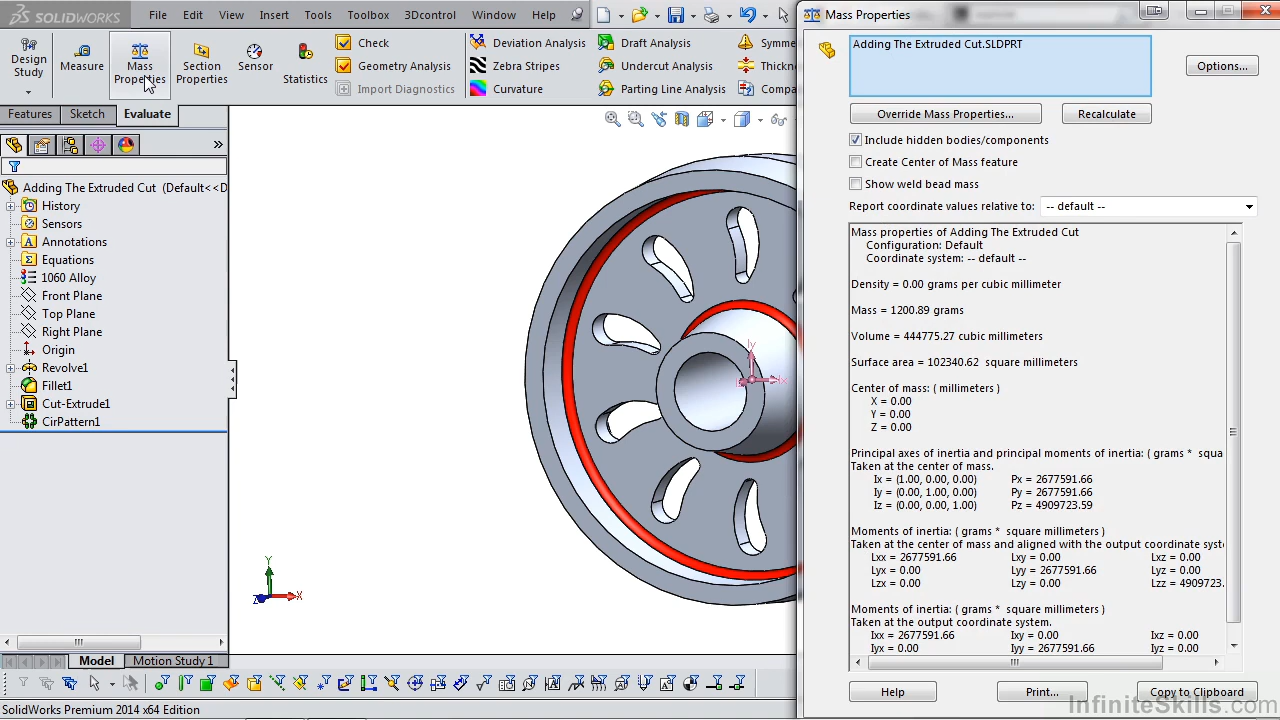 SOLIDWORKS
File Edit View Insert Tools Toolbox 3Dcontrol Window Help
Mass Properties
Design Study
Measure
Mass Properties
Section Properties
Sensor
Statistics
Check
Geometry Analysis
Import Diagnostics
Deviation Analysis
Zebra Stripes
Curvature
Draft Analysis
Undercut Analysis
Parting Line Analysis
Symme
Thickne
Compa
Features Sketch Evaluate
Adding The Extruded Cut (Default<<D
History
Sensors
Annotations
Equations
1060 Alloy
Front Plane
Top Plane
Right Plane
Origin
Revolve1
Fillet1
Cut-Extrude1
CirPattern1
Iy
Ix
Y
X
Z
Model Motion Study 1
SolidWorks Premium 2014 x64 Edition
Adding The Extruded Cut.SLDPRT
Options...
Override Mass Properties...
Recalculate
Include hidden bodies/components
Create Center of Mass feature
Show weld bead mass
Report coordinate values relative to: -- default --
Mass properties of Adding The Extruded Cut
Configuration: Default
Coordinate system: -- default --
Density = 0.00 grams per cubic millimeter
Mass = 1200.89 grams
Volume = 444775.27 cubic millimeters
Surface area = 102340.62 square millimeters
Center of mass: ( millimeters )
X = 0.00
Y = 0.00
Z = 0.00
Principal axes of inertia and principal moments of inertia: ( grams * squa
Taken at the center of mass.
Ix = (1.00, 0.00, 0.00) Px = 2677591.66
Iy = (0.00, 1.00, 0.00) Py = 2677591.66
Iz = (0.00, 0.00, 1.00) Pz = 4909723.59
Moments of inertia: ( grams * square millimeters )
Taken at the center of mass and aligned with the output coordinate syste
Lxx = 2677591.66 Lxy = 0.00 Lxz = 0.00
Lyx = 0.00 Lyy = 2677591.66 Lyz = 0.00
Lzx = 0.00 Lzy = 0.00 Lzz = 4909723.
Moments of inertia: ( grams * square millimeters )
Taken at the output coordinate system.
Ixx = 2677591.66 Ixy = 0.00 Ixz = 0.00
Iyx = 0.00 Iyy = 2677591.66 Iyz = 0.00
Help
Print...
Copy to Clipboard
InfiniteSkills.com